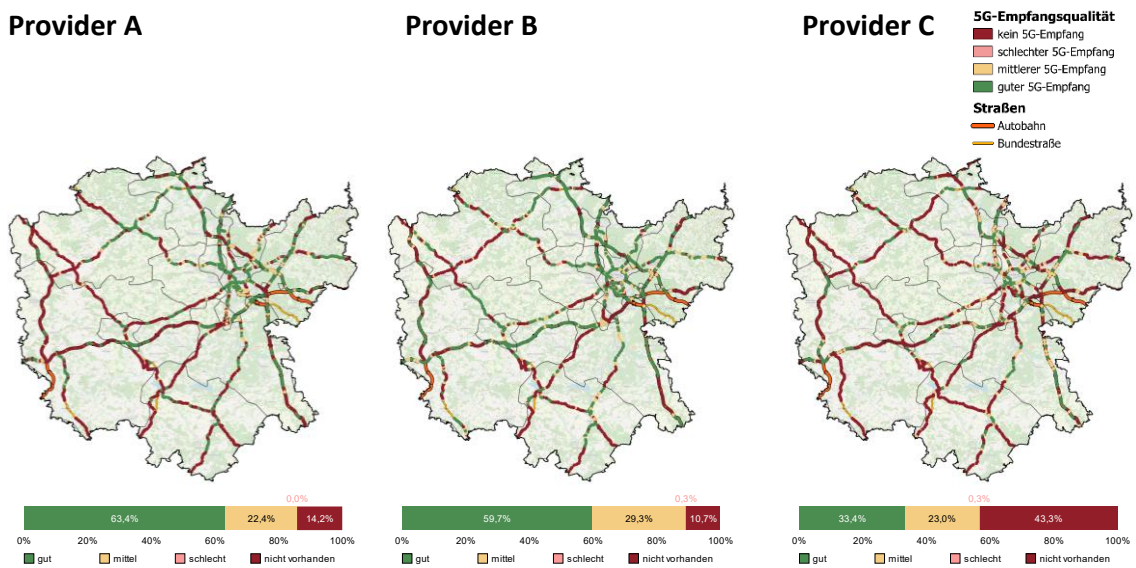 Provider A
Provider B
Provider C
5G-Empfangsqualität
kein 5G-Empfang
schlechter 5G-Empfang
mittlerer 5G-Empfang
guter 5G-Empfang
Straßen
Autobahn
Bundestraße
0,0%
63,4% 22,4% 14,2%
0% 20% 40% 60% 80% 100%
gut mittel schlecht nicht vorhanden
0,3%
59,7% 29,3% 10,7%
0% 20% 40% 60% 80% 100%
gut mittel schlecht nicht vorhanden
0,3%
33,4% 23,0% 43,3%
0% 20% 40% 60% 80% 100%
gut mittel schlecht nicht vorhanden